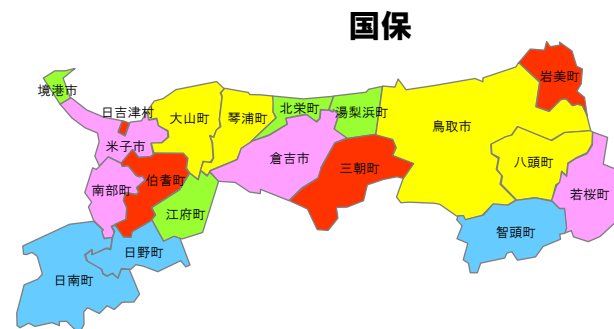 国保
岩美町
境港市
日吉津村
大山町
琴浦町
北栄町
湯梨浜町
鳥取市
米子市
倉吉市
三朝町
八頭町
南部町
伯耆町
若桜町
江府町
智頭町
日野町
日南町